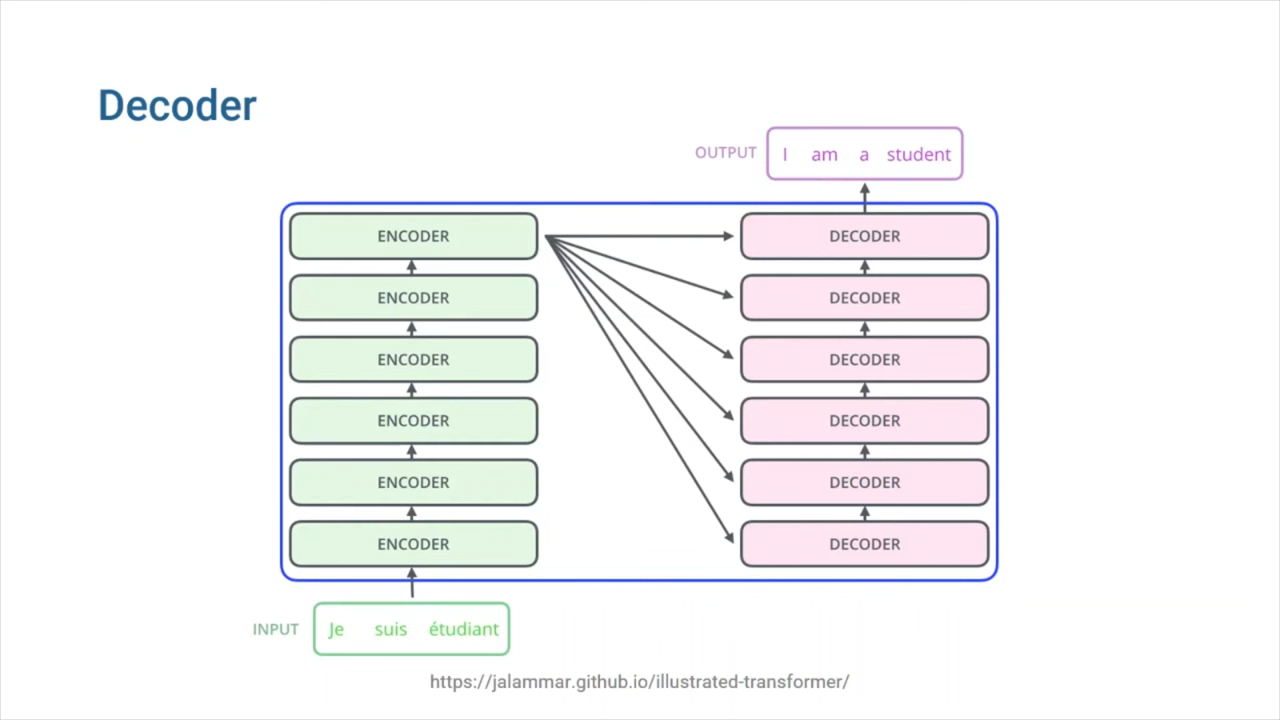 Decoder
OUTPUT I am a student
ENCODER DECODER
ENCODER DECODER
ENCODER DECODER
ENCODER DECODER
ENCODER DECODER
ENCODER DECODER
INPUT Je suis étudiant
https://jalammar.github.io/illustrated-transformer/